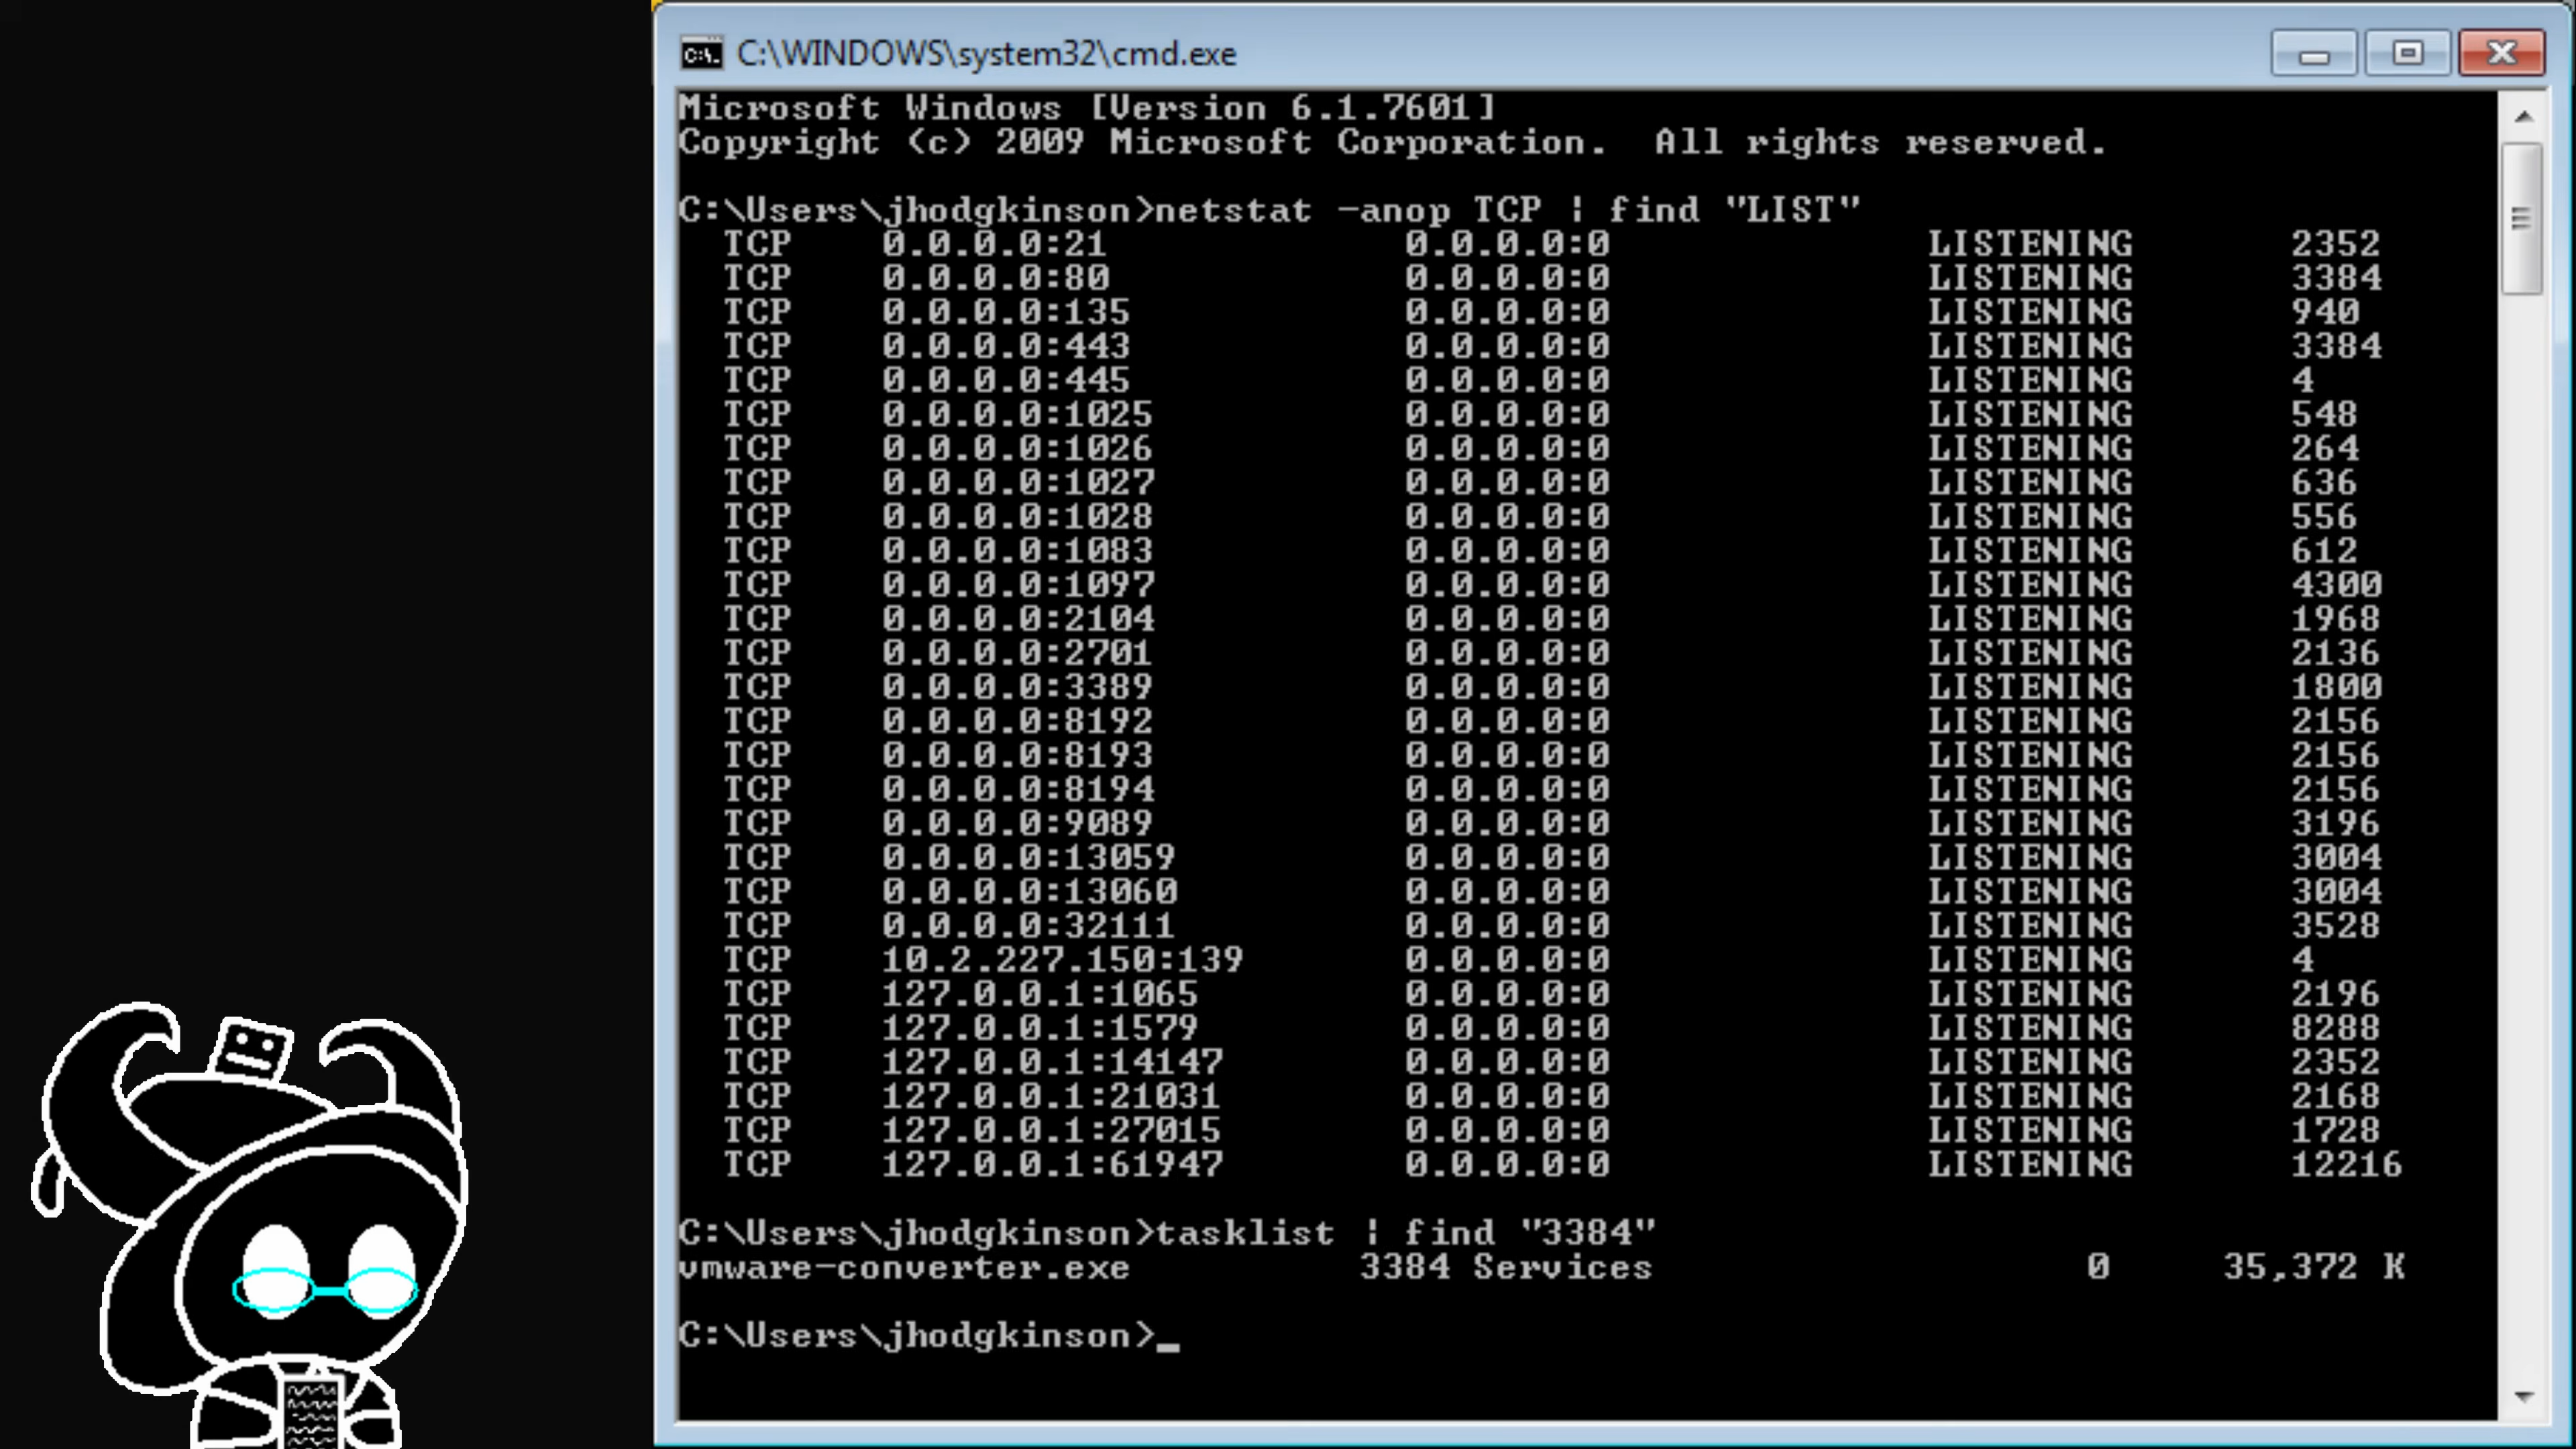 C:\WINDOWS\system32\cmd.exe
Microsoft Windows [Version 6.1.7601]
Copyright (c) 2009 Microsoft Corporation.  All rights reserved.
C:\Users\jhodgkinson>netstat -anop TCP | find "LIST"
TCP 0.0.0.0:21 0.0.0.0:0 LISTENING 2352
TCP 0.0.0.0:80 0.0.0.0:0 LISTENING 3384
TCP 0.0.0.0:135 0.0.0.0:0 LISTENING 940
TCP 0.0.0.0:443 0.0.0.0:0 LISTENING 3384
TCP 0.0.0.0:445 0.0.0.0:0 LISTENING 4
TCP 0.0.0.0:1025 0.0.0.0:0 LISTENING 548
TCP 0.0.0.0:1026 0.0.0.0:0 LISTENING 264
TCP 0.0.0.0:1027 0.0.0.0:0 LISTENING 636
TCP 0.0.0.0:1028 0.0.0.0:0 LISTENING 556
TCP 0.0.0.0:1083 0.0.0.0:0 LISTENING 612
TCP 0.0.0.0:1097 0.0.0.0:0 LISTENING 4300
TCP 0.0.0.0:2104 0.0.0.0:0 LISTENING 1968
TCP 0.0.0.0:2701 0.0.0.0:0 LISTENING 2136
TCP 0.0.0.0:3389 0.0.0.0:0 LISTENING 1800
TCP 0.0.0.0:8192 0.0.0.0:0 LISTENING 2156
TCP 0.0.0.0:8193 0.0.0.0:0 LISTENING 2156
TCP 0.0.0.0:8194 0.0.0.0:0 LISTENING 2156
TCP 0.0.0.0:9089 0.0.0.0:0 LISTENING 3196
TCP 0.0.0.0:13059 0.0.0.0:0 LISTENING 3004
TCP 0.0.0.0:13060 0.0.0.0:0 LISTENING 3004
TCP 0.0.0.0:32111 0.0.0.0:0 LISTENING 3528
TCP 10.2.227.150:139 0.0.0.0:0 LISTENING 4
TCP 127.0.0.1:1065 0.0.0.0:0 LISTENING 2196
TCP 127.0.0.1:1579 0.0.0.0:0 LISTENING 8288
TCP 127.0.0.1:14147 0.0.0.0:0 LISTENING 2352
TCP 127.0.0.1:21031 0.0.0.0:0 LISTENING 2168
TCP 127.0.0.1:27015 0.0.0.0:0 LISTENING 1728
TCP 127.0.0.1:61947 0.0.0.0:0 LISTENING 12216
C:\Users\jhodgkinson>tasklist | find "3384"
vmware-converter.exe 3384 Services 0 35,372 K
C:\Users\jhodgkinson>_